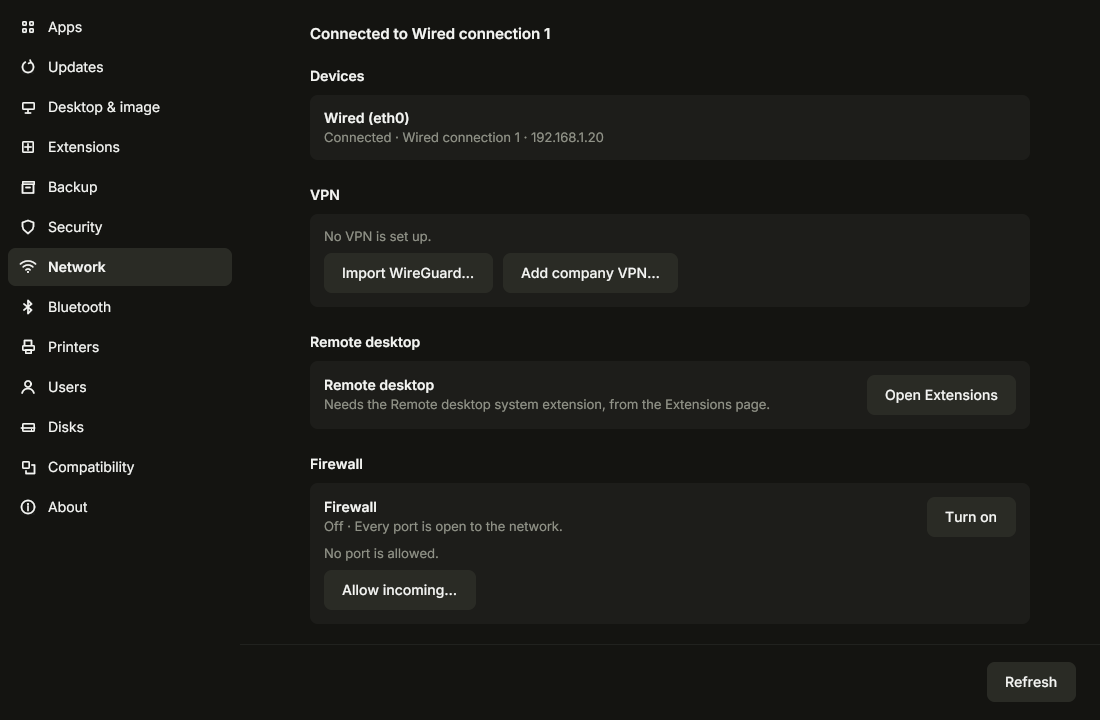 Apps
Updates
Desktop & image
Extensions
Backup
Security
Network
Bluetooth
Printers
Users
Disks
Compatibility
About
Connected to Wired connection 1
Devices
Wired (eth0)
Connected · Wired connection 1 · 192.168.1.20
VPN
No VPN is set up.
Import WireGuard...
Add company VPN...
Remote desktop
Remote desktop
Needs the Remote desktop system extension, from the Extensions page.
Open Extensions
Firewall
Firewall
Off · Every port is open to the network.
Turn on
No port is allowed.
Allow incoming...
Refresh